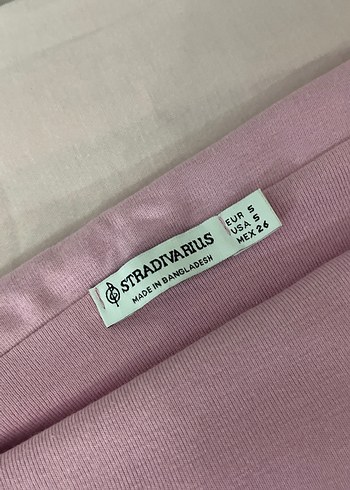 STRADIVARIUS
MADE IN BANGLADESH
EUR S
USA S
MEX 26